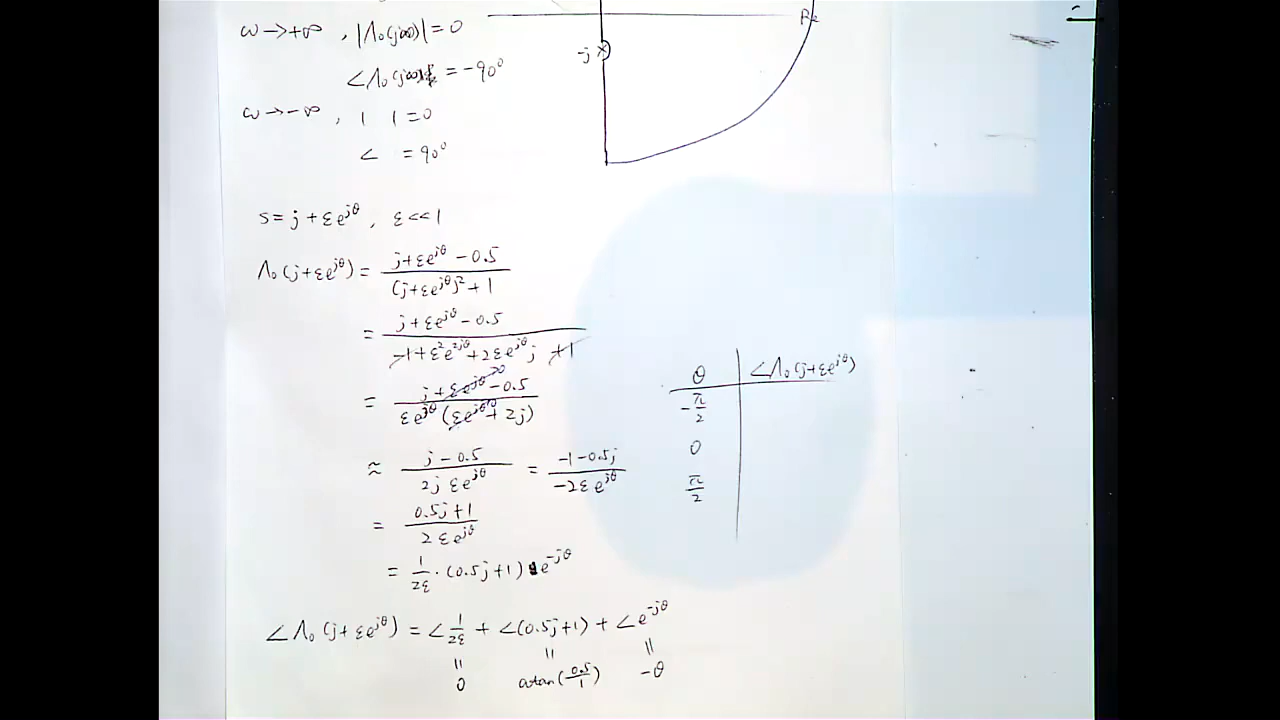 ω→+∞ , |Λ₀(j∞)| = 0
∠Λ₀(j∞) = -90°
ω→-∞ , | | = 0
∠ = 90°
Re
-j
s = j + εe^{jθ} , ε << 1
Λ₀(j+εe^{jθ}) = (j+εe^{jθ} - 0.5) / ((j+εe^{jθ})² + 1)
= (j+εe^{jθ} - 0.5) / (-1+ε²e^{2jθ} + 2εe^{jθ}j + 1)
= (j + εe^{jθ} - 0.5) / (εe^{jθ}(εe^{jθ} + 2j))
≈ (j - 0.5) / (2j εe^{jθ}) = (-1 - 0.5j) / (-2εe^{jθ})
= (0.5j + 1) / (2εe^{jθ})
= 1/(2ε) · (0.5j+1) e^{-jθ}
∠Λ₀(j+εe^{jθ}) = ∠1/(2ε) + ∠(0.5j+1) + ∠e^{-jθ}
|| || ||
0 atan(0.5/1) -θ
θ | ∠Λ₀(j+εe^{jθ})
-π/2
0
π/2